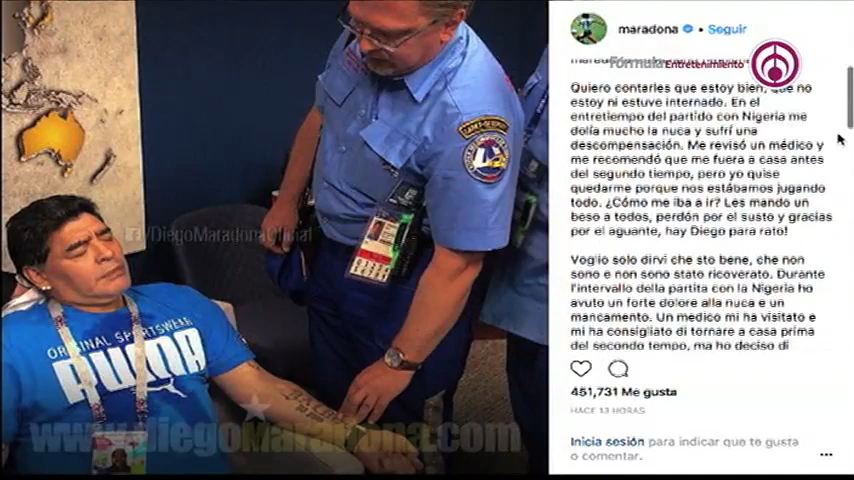 maradona • Seguir
Fórmula Entretenimiento
Quiero contarles que estoy bien, que no
estoy ni estuve internado. En el
entretiempo del partido con Nigeria me
dolía mucho la nuca y sufrí una
descompensación. Me revisó un médico y
me recomendó que me fuera a casa antes
del segundo tiempo, pero yo quise
quedarme porque nos estábamos jugando
todo. ¿Cómo me iba a ir? Les mando un
beso a todos, perdón por el susto y gracias
por el aguante, hay Diego para rato!
Voglio solo dirvi che sto bene, che non
sono e non sono stato ricoverato. Durante
l'intervallo della partita con la Nigeria ho
avuto un forte dolore alla nuca e un
mancamento. Un medico mi ha visitato e
mi ha consigliato di tornare a casa prima
del secondo tempo, ma ho deciso di
451,731 Me gusta
HACE 13 HORAS
Inicia sesión para indicar que te gusta
o comentar.
/DiegoMaradonaOficial
ORIGINAL SPORTSWEAR
PUMA
www.diegoMaradona.com